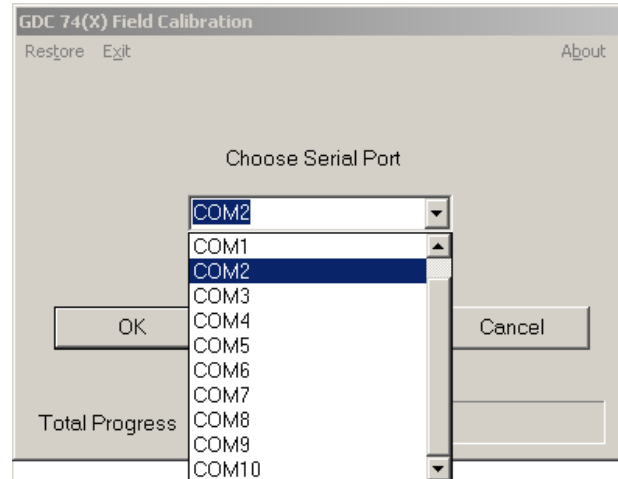 GDC 74(X) Field Calibration
Restore Exit About
Choose Serial Port
COM2
COM1
COM2
COM3
COM4
OK Cancel
COM5
COM6
COM7
COM8
Total Progress
COM9
COM10